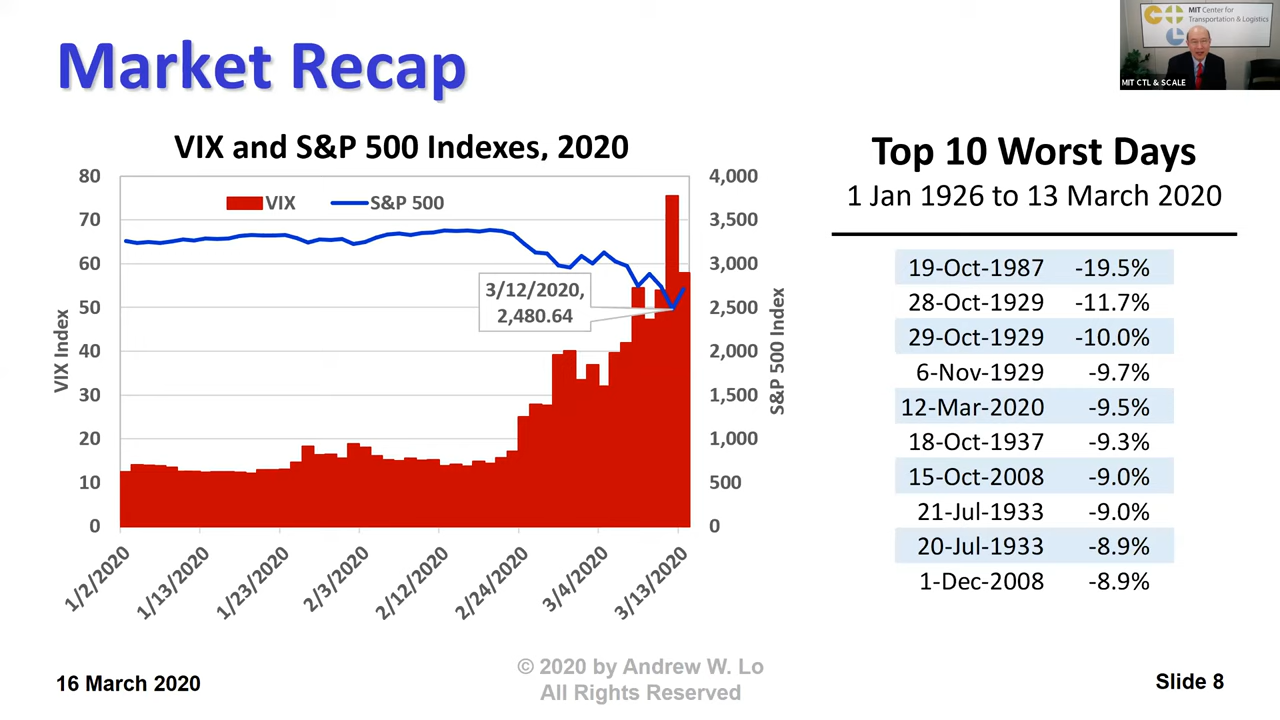 Market Recap
MIT Center for
Transportation & Logistics
MIT CTL & SCALE
VIX and S&P 500 Indexes, 2020
VIX
S&P 500
80
70
60
50
40
30
20
10
0
VIX Index
4,000
3,500
3,000
2,500
2,000
1,500
1,000
500
0
S&P 500 Index
3/12/2020,
2,480.64
1/2/2020
1/13/2020
1/23/2020
2/3/2020
2/12/2020
2/24/2020
3/4/2020
3/13/2020
Top 10 Worst Days
1 Jan 1926 to 13 March 2020
19-Oct-1987 -19.5%
28-Oct-1929 -11.7%
29-Oct-1929 -10.0%
6-Nov-1929 -9.7%
12-Mar-2020 -9.5%
18-Oct-1937 -9.3%
15-Oct-2008 -9.0%
21-Jul-1933 -9.0%
20-Jul-1933 -8.9%
1-Dec-2008 -8.9%
16 March 2020
© 2020 by Andrew W. Lo
All Rights Reserved
Slide 8